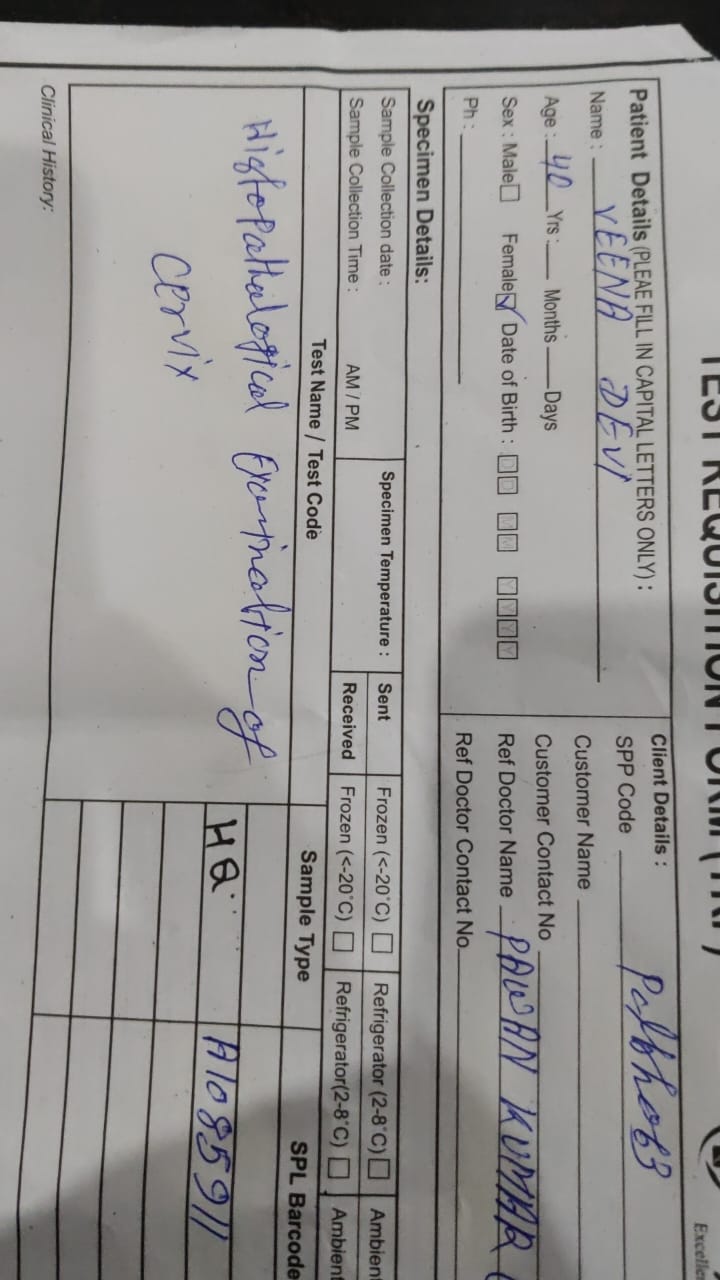 TEST REQUISITION FORM (TRF)
Patient Details (PLEAE FILL IN CAPITAL LETTERS ONLY) :
Name : VEENA DEVI
Age : 40 Yrs : Months Days
Sex : Male Female Date of Birth : D D M M Y Y Y Y
Ph :
Client Details :
SPP Code
Customer Name
Customer Contact No
Ref Doctor Name PAWAN KUMAR
Ref Doctor Contact No.
Specimen Details:
Sample Collection date :
Sample Collection Time : AM / PM
Specimen Temperature :
Sent Frozen (<-20°C) Refrigerator (2-8°C) Ambient
Received Frozen (<-20°C) Refrigerator(2-8°C) Ambient
Test Name / Test Code Sample Type SPL Barcode
Histopathological Examination of
Cervix
A1085911
Clinical History: